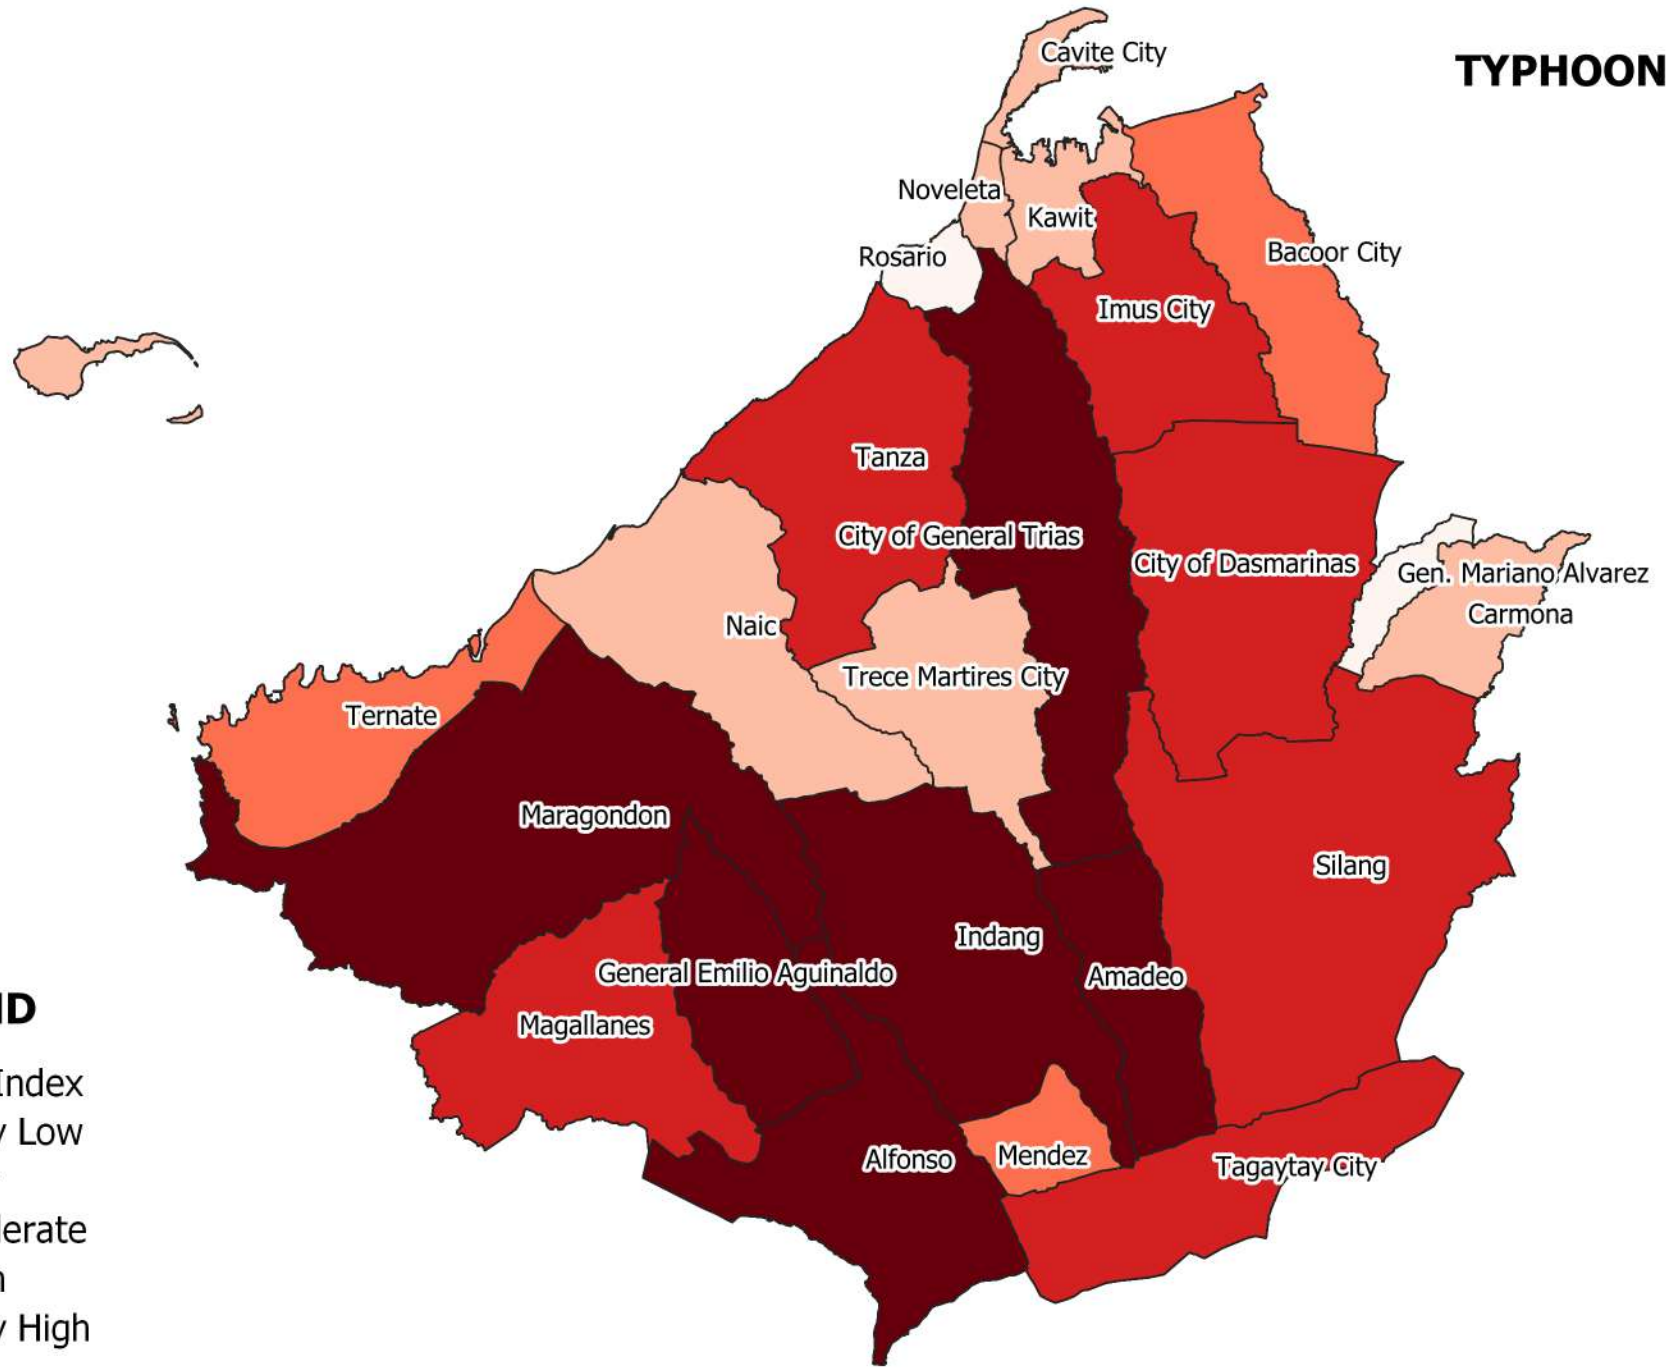 Cavite City
TYPHOON
Noveleta
Kawit
Rosario
Bacoor City
Imus City
Tanza
City of General Trias
City of Dasmarinas
Gen. Mariano Alvarez
Carmona
Naic
Trece Martires City
Ternate
Maragondon
Silang
Indang
General Emilio Aguinaldo
Amadeo
Magallanes
Index
Low
Alfonso
Mendez
Tagaytay City
High